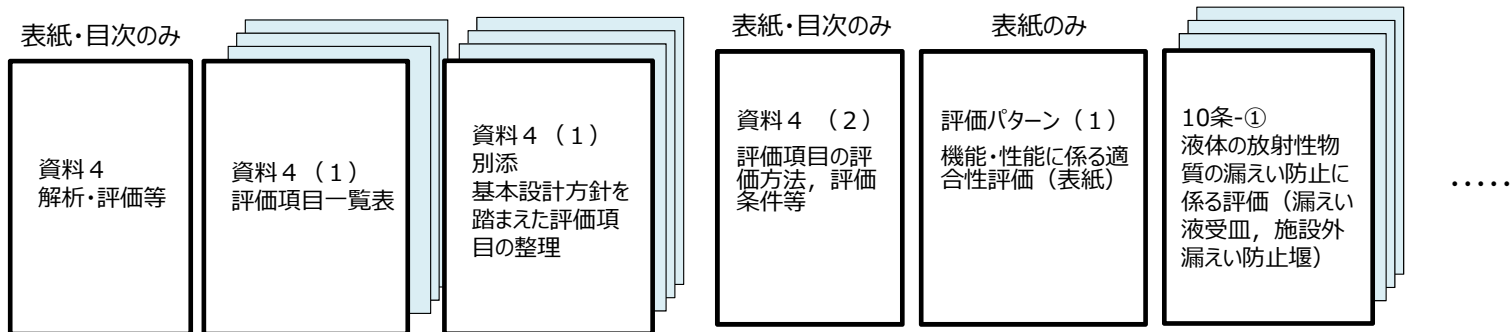 表紙・目次のみ
資料４
解析・評価等
資料４（１）
評価項目一覧表
資料４（１）
別添
基本設計方針を
踏まえた評価項
目の整理
表紙・目次のみ
資料４　（２）
評価項目の評
価方法，評価
条件等
表紙のみ
評価パターン（１）
機能・性能に係る適
合性評価（表紙）
10条-①
液体の放射性物
質の漏えい防止に
係る評価（漏えい
液受皿，施設外
漏えい防止堰）
.....